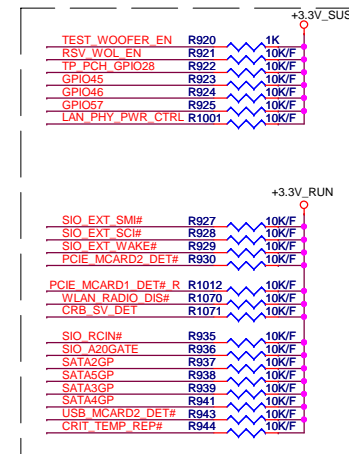 +3.3V_SUS
TEST_WOOFER_EN R920 1K
RSV_WOL_EN R921 10K/F
TP_PCH_GPIO28 R922 10K/F
GPIO45 R923 10K/F
GPIO46 R924 10K/F
GPIO57 R925 10K/F
LAN_PHY_PWR_CTRL R1001 10K/F
+3.3V_RUN
SIO_EXT_SMI# R927 10K/F
SIO_EXT_SCI# R928 10K/F
SIO_EXT_WAKE# R929 10K/F
PCIE_MCARD2_DET# R930 10K/F
PCIE_MCARD1_DET#_R R1012 10K/F
WLAN_RADIO_DIS# R1070 10K/F
CRB_SV_DET R1071 10K/F
SIO_RCIN# R935 10K/F
SIO_A20GATE R936 10K/F
SATA2GP R937 10K/F
SATA5GP R938 10K/F
SATA3GP R939 10K/F
SATA4GP R941 10K/F
USB_MCARD2_DET# R943 10K/F
CRIT_TEMP_REP# R944 10K/F